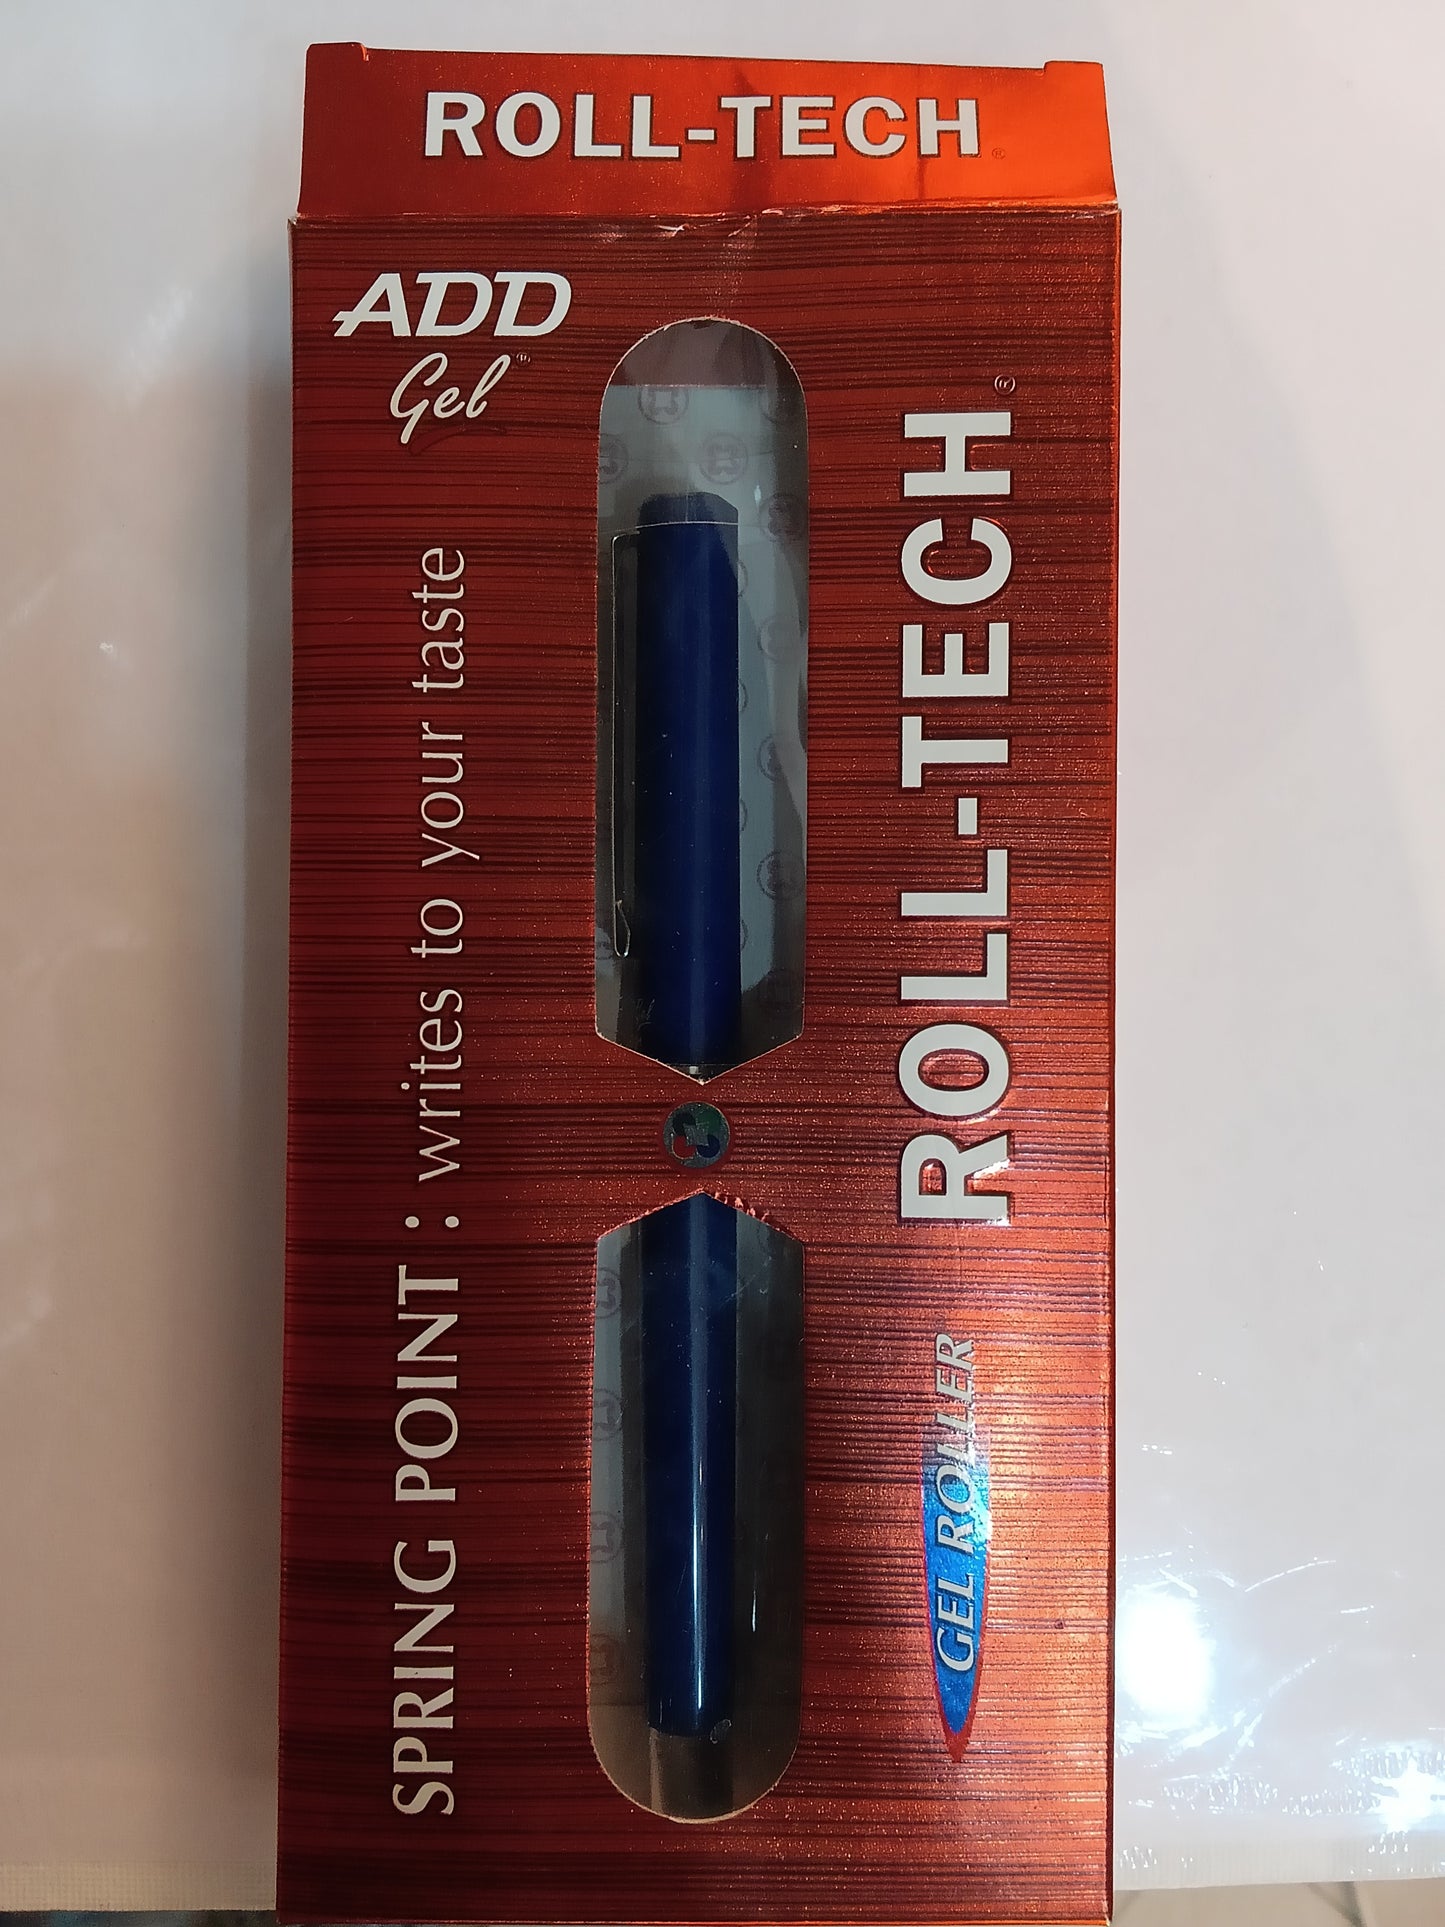 ROLL-TECH®
ADD
Gel®
SPRING POINT : writes to your taste
ROLL-TECH®
GEL ROLLER